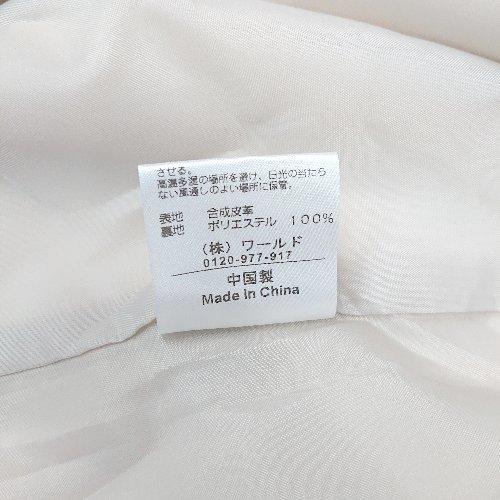 させる。
高温多湿の場所を避け、日光の当たら
ない風通しのよい場所に保管。
表地 合成皮革
裏地 ポリエステル 100%
(株) ワールド
0120-977-917
中国製
Made in China